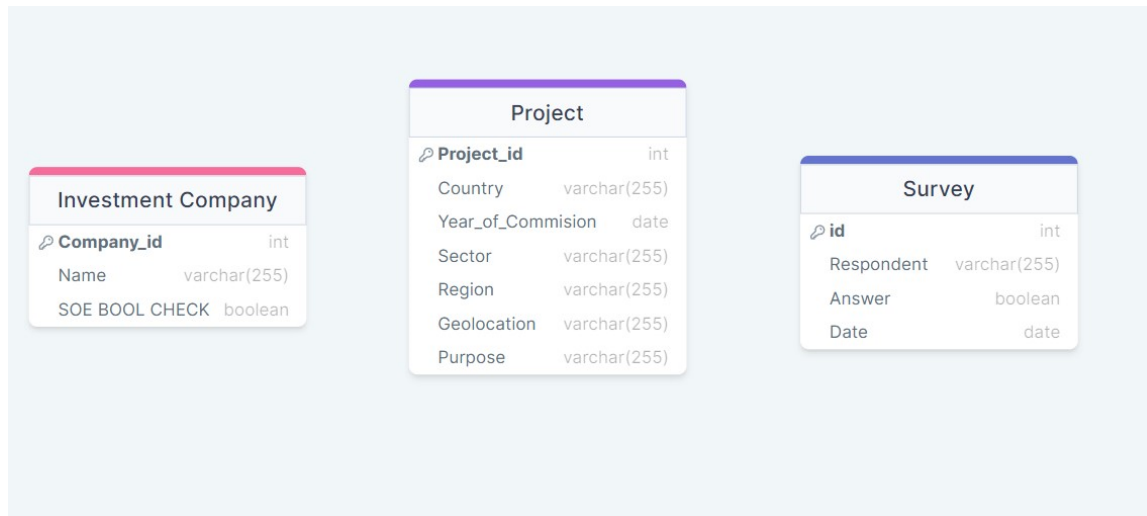 Investment Company
Company_id int
Name varchar(255)
SOE BOOL CHECK boolean
Project
Project_id int
Country varchar(255)
Year_of_Commision date
Sector varchar(255)
Region varchar(255)
Geolocation varchar(255)
Purpose varchar(255)
Survey
id int
Respondent varchar(255)
Answer boolean
Date date